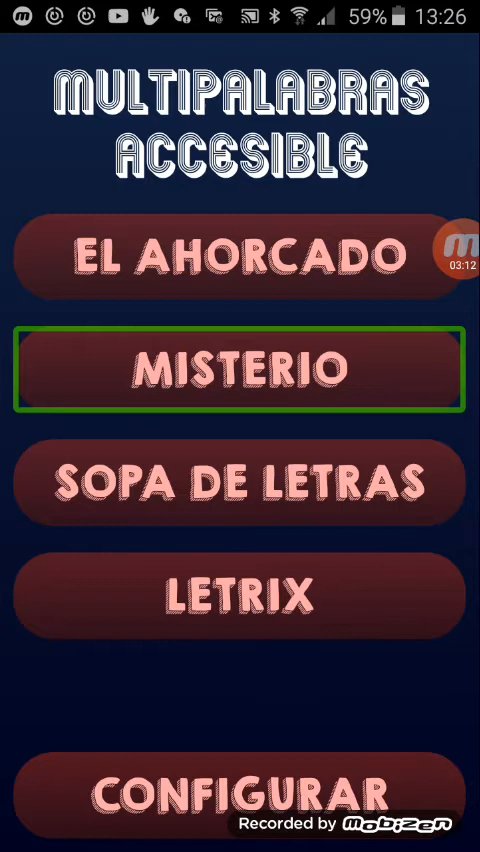 59% 13:26
MULTIPALABRAS
ACCESIBLE
EL AHORCADO
03:12
MISTERIO
SOPA DE LETRAS
LETRIX
CONFIGURAR
Recorded by mobizen